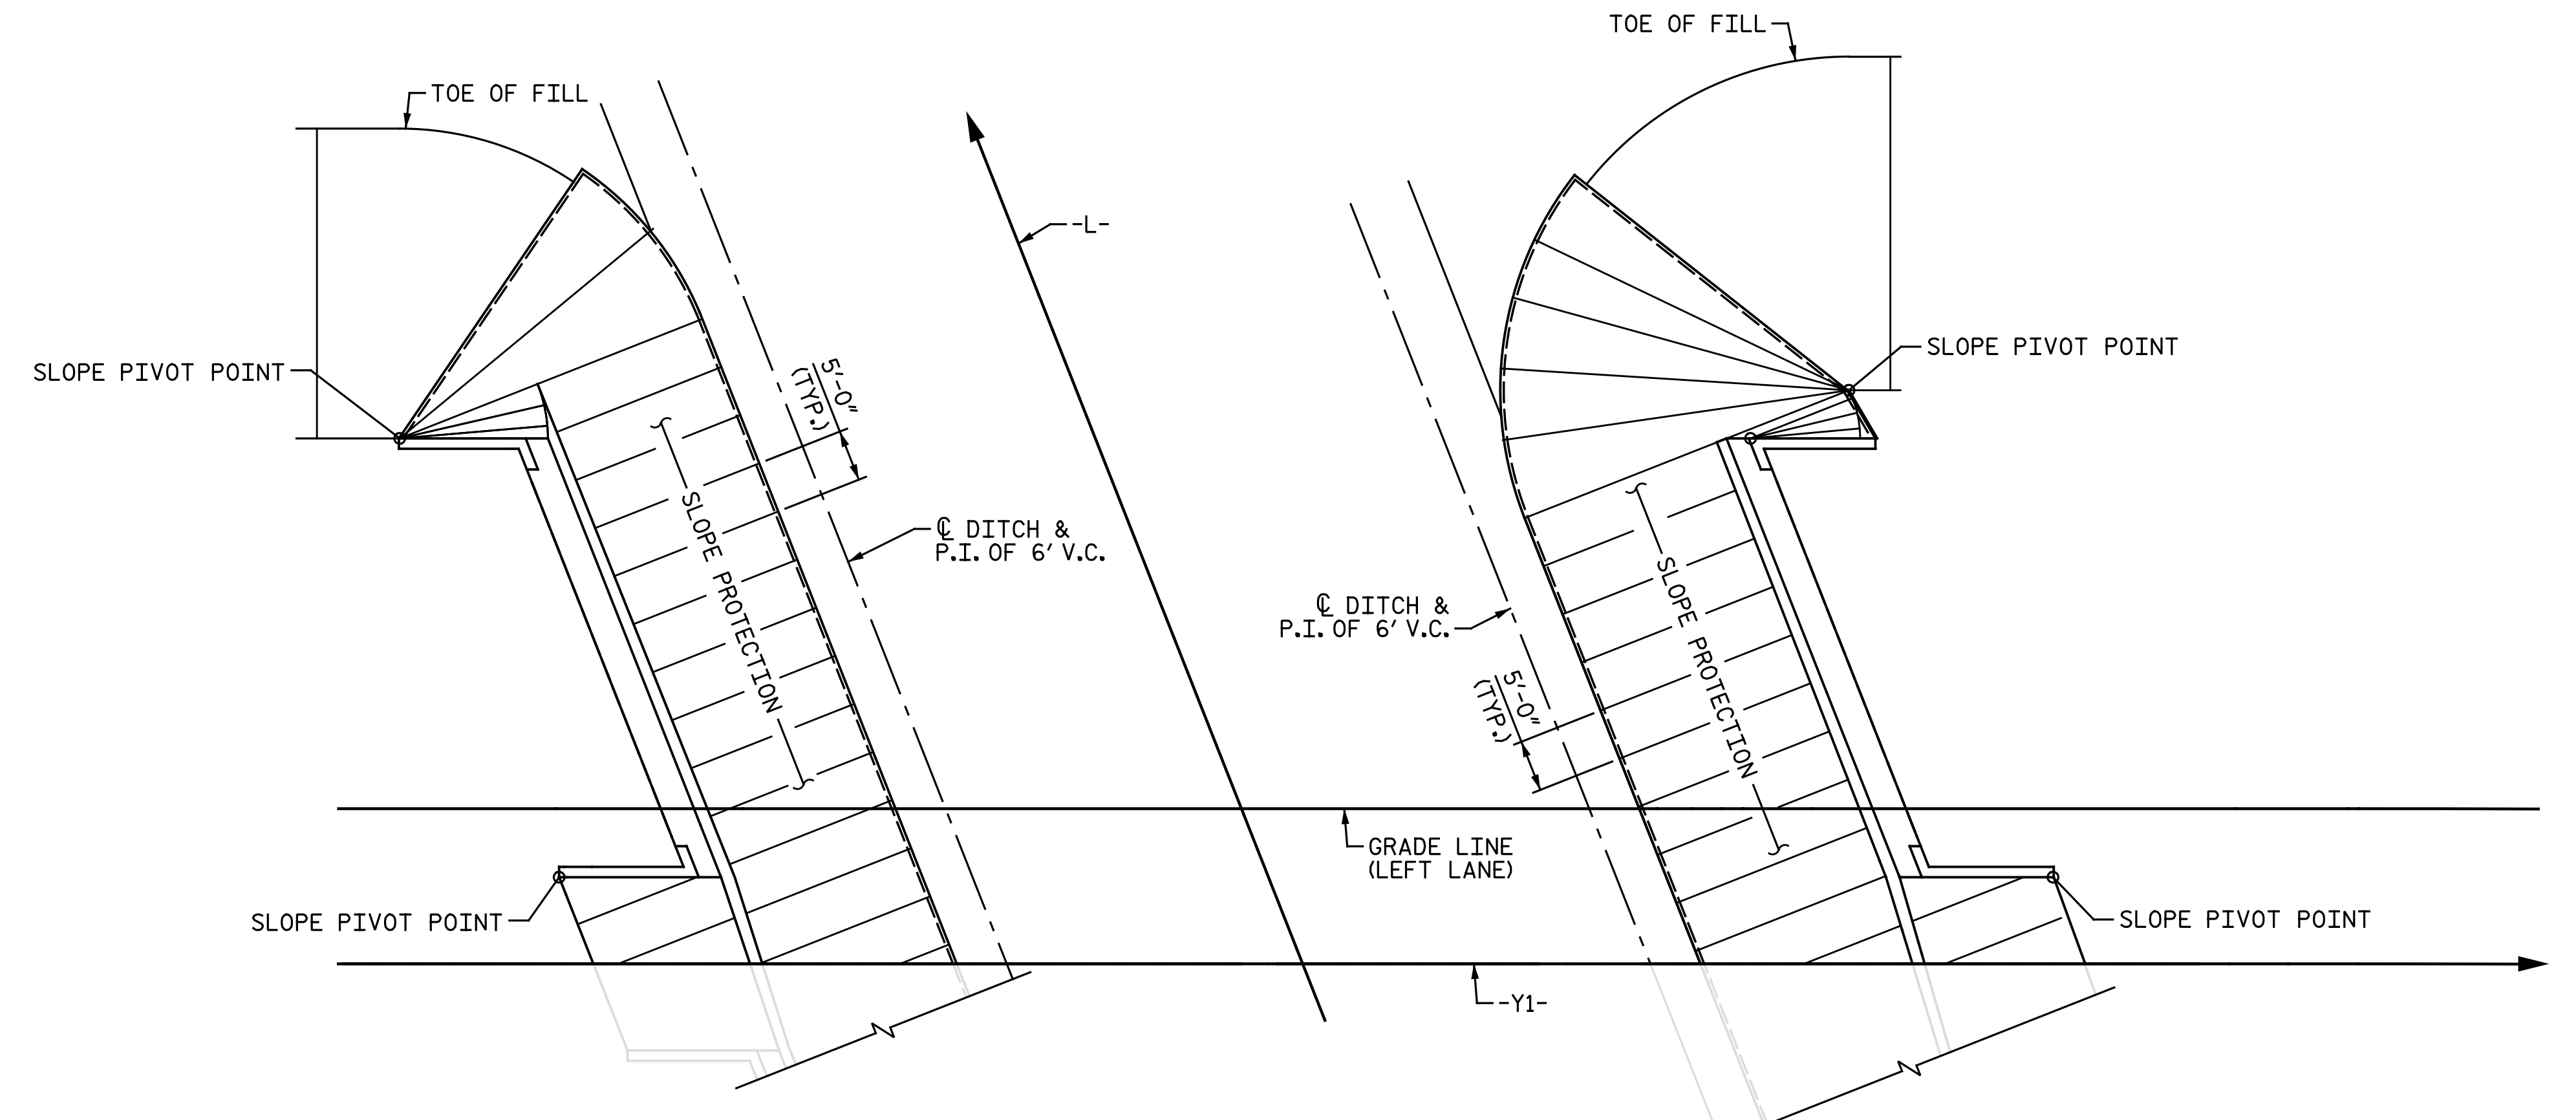 TOE OF FILL
TOE OF FILL
-L-
SLOPE PIVOT POINT
SLOPE PIVOT POINT
5'-0"
(TYP.)
SLOPE PROTECTION
℄ DITCH &
P.I. OF 6' V.C.
℄ DITCH &
P.I. OF 6' V.C.
SLOPE PROTECTION
5'-0"
(TYP.)
GRADE LINE
(LEFT LANE)
SLOPE PIVOT POINT
SLOPE PIVOT POINT
-Y1-